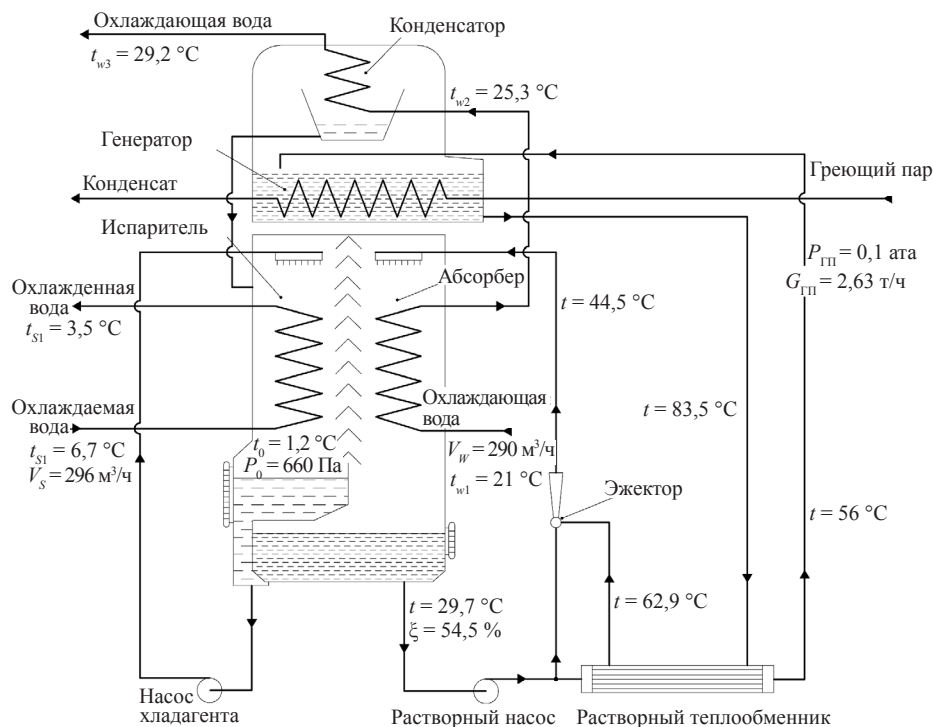 Охлаждающая вода
t_w3 = 29,2 °C
Конденсатор
t_w2 = 25,3 °C
Генератор
Греющий пар
Конденсат
Испаритель
P_ГП = 0,1 ата
G_ГП = 2,63 т/ч
Абсорбер
Охлажденная
вода
t_S1 = 3,5 °C
t = 44,5 °C
Охлаждаемая
вода
t_S1 = 6,7 °C
V_S = 296 м³/ч
Охлаждающая
вода
V_W = 290 м³/ч
t_w1 = 21 °C
t = 83,5 °C
t_0 = 1,2 °C
P_0 = 660 Па
Эжектор
t = 56 °C
t = 62,9 °C
t = 29,7 °C
ξ = 54,5 %
Насос
хладагента
Растворный насос
Растворный теплообменник